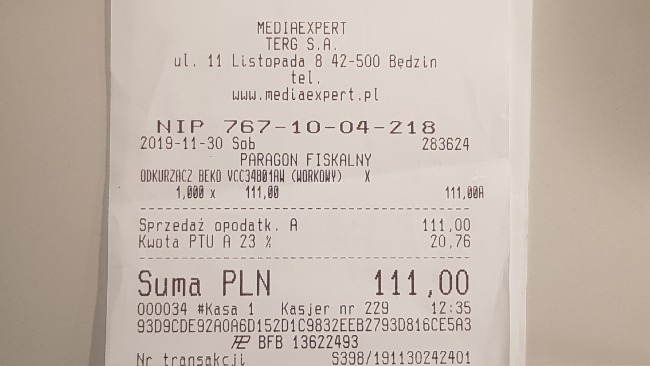 MEDIAEXPERT
TERG S.A.
ul. 11 Listopada 8 42-500 Będzin
tel.
www.mediaexpert.pl
NIP 767-10-04-218
2019-11-30 Sob 283624
PARAGON FISKALNY
ODKURZACZ BEKO VCC34801AW (WORKOWY) X
1,000 x 111,00 111,00A
Sprzedaż opodatk. A 111,00
Kwota PTU A 23 % 20,76
Suma PLN 111,00
000034 #Kasa 1 Kasjer nr 229 12:35
93D9CDE92A0A6D152D1C9832EEB2793D816CE5A3
BFB 13622493
Nr transakcji S398/191130242401